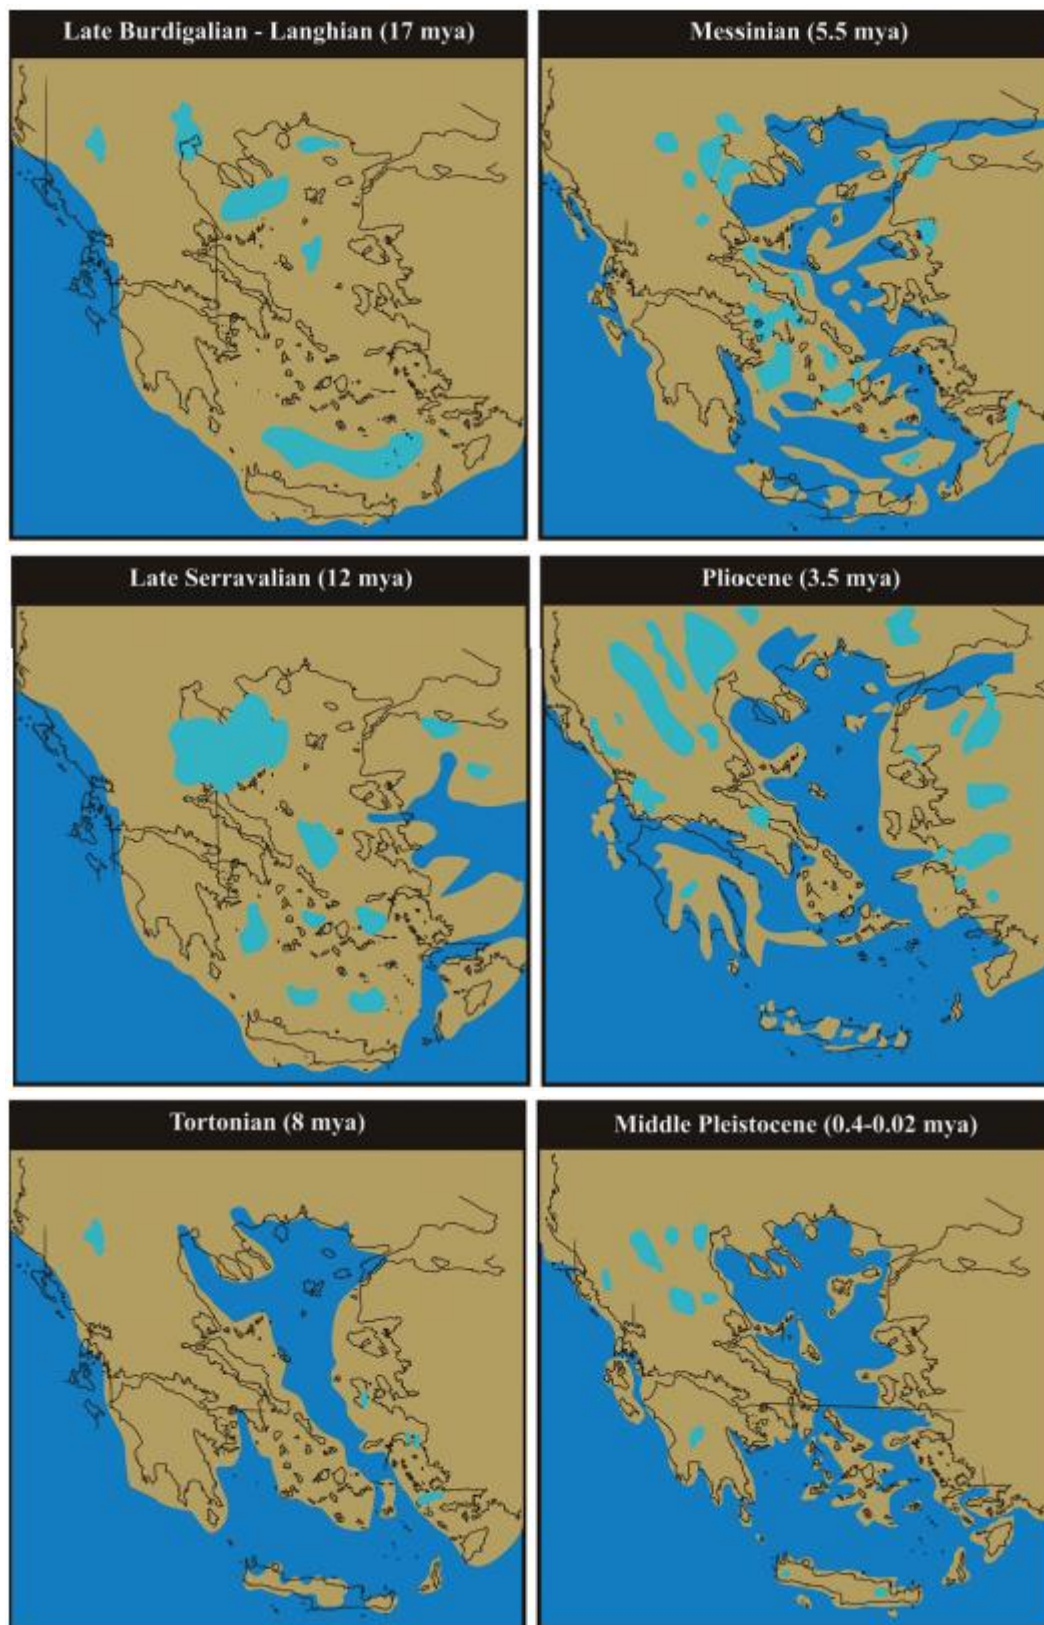 Late Burdigalian - Langhian (17 mya)
Messinian (5.5 mya)
Late Serravalian (12 mya)
Pliocene (3.5 mya)
Tortonian (8 mya)
Middle Pleistocene (0.4-0.02 mya)